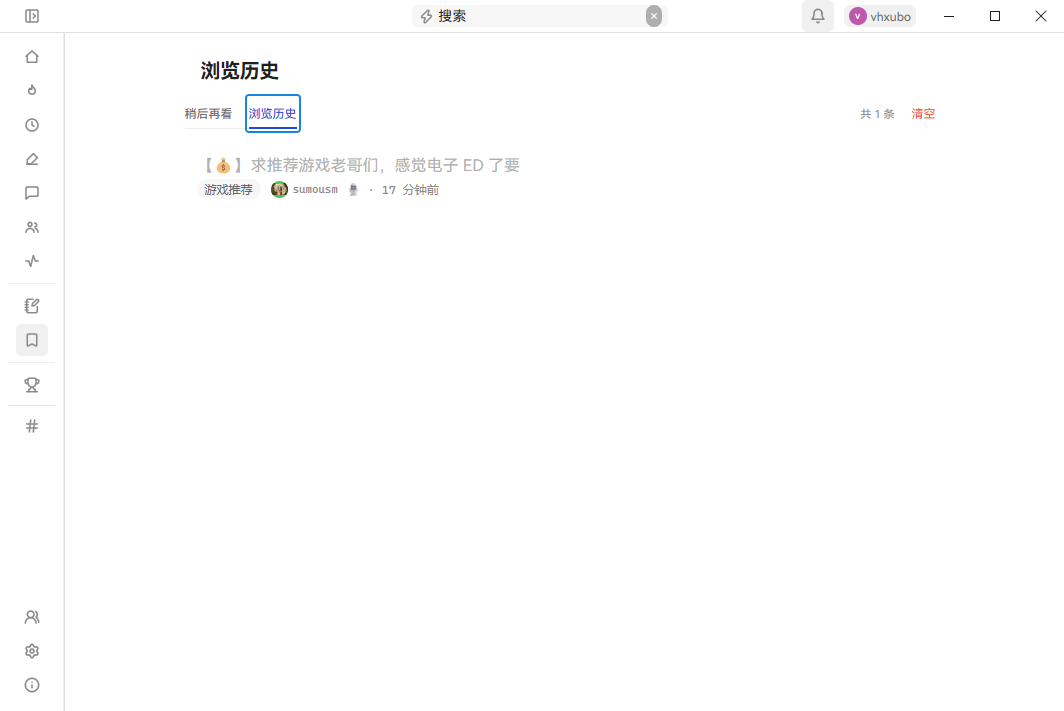 搜索
v vhxubo
浏览历史
稍后再看 浏览历史 共 1 条 清空
【💰】求推荐游戏老哥们，感觉电子 ED 了要
游戏推荐 sumousm · 17 分钟前